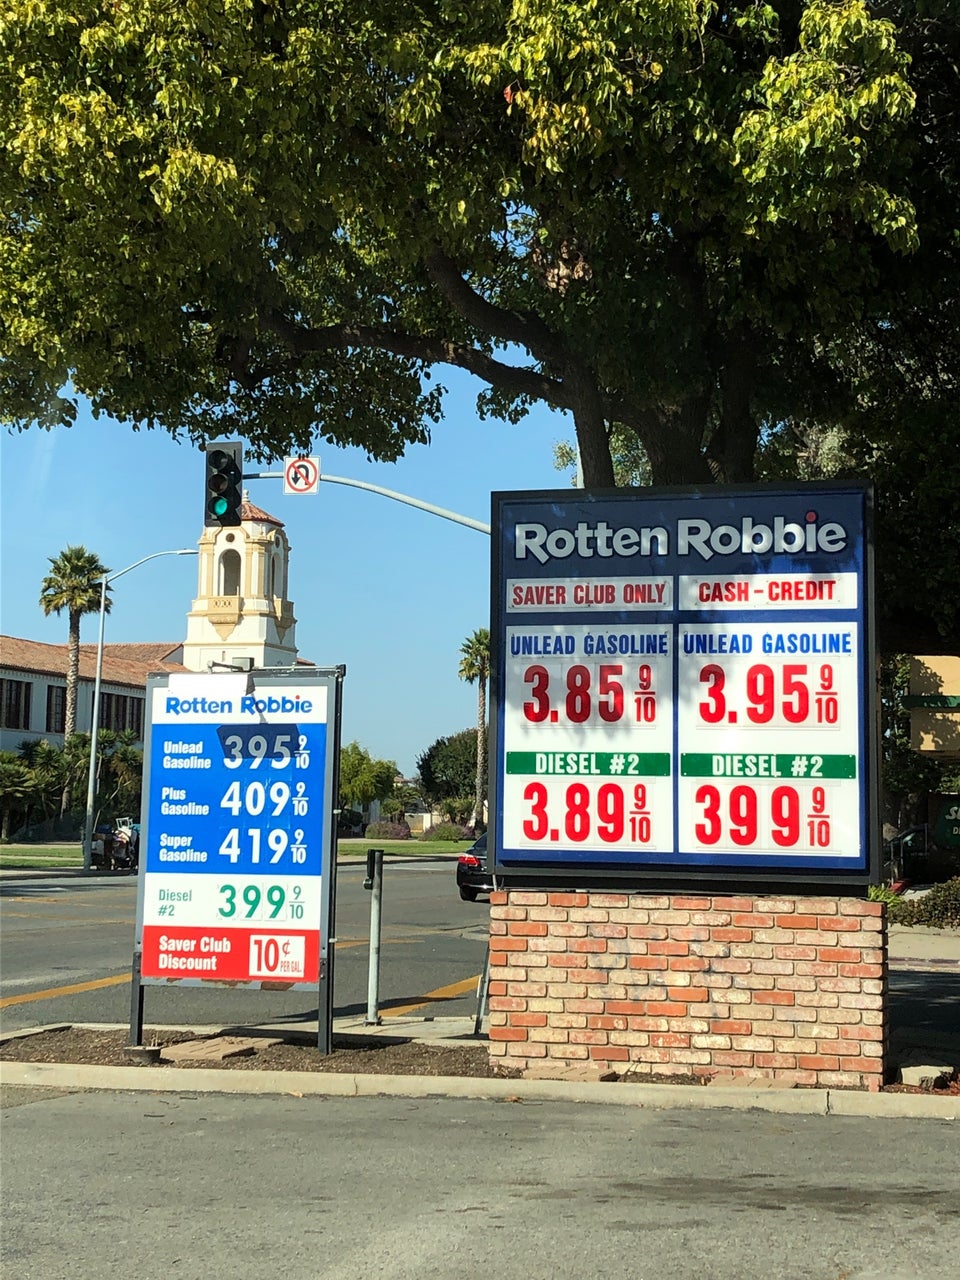 Rotten Robbie
SAVER CLUB ONLY
CASH-CREDIT
UNLEAD GASOLINE
3.85 9/10
UNLEAD GASOLINE
3.95 9/10
DIESEL #2
3.89 9/10
DIESEL #2
399 9/10
Rotten Robbie
Unlead
Gasoline
395 9/10
Plus
Gasoline
409 9/10
Super
Gasoline
419 9/10
Diesel
#2
399 9/10
Saver Club
Discount
10¢
PER GAL.